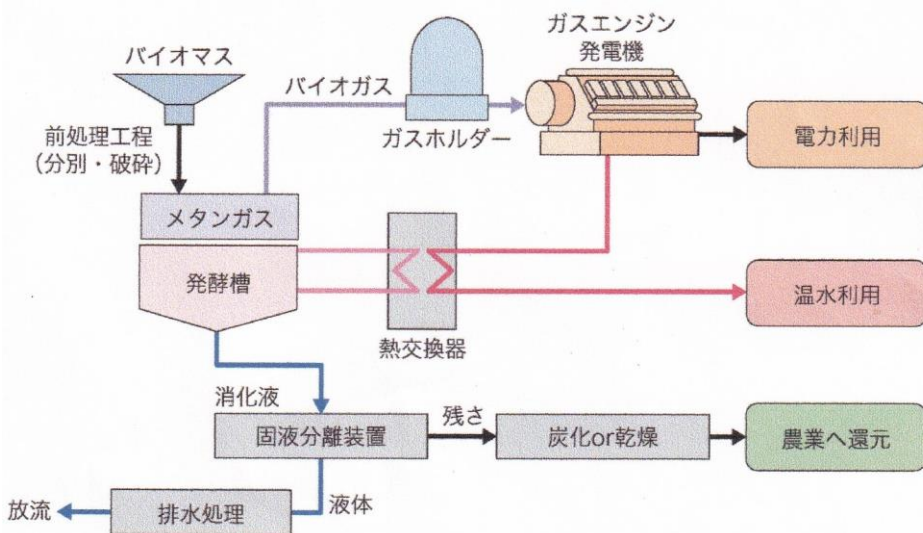 バイオマス
前処理工程
（分別・破砕）
バイオガス
ガスホルダー
ガスエンジン
発電機
電力利用
メタンガス
発酵槽
熱交換器
温水利用
消化液
固液分離装置
残さ
炭化or乾燥
農業へ還元
液体
排水処理
放流